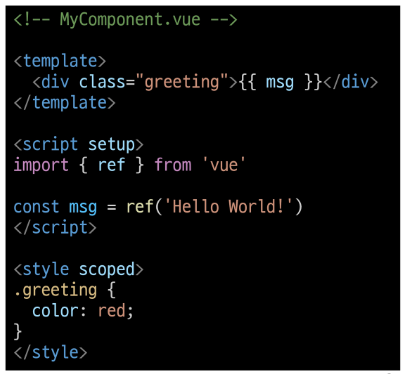 <!-- MyComponent.vue -->
<template>
<div class="greeting">{{ msg }}</div>
</template>
<script setup>
import { ref } from 'vue'
const msg = ref('Hello World!')
</script>
<style scoped>
.greeting {
color: red;
}
</style>